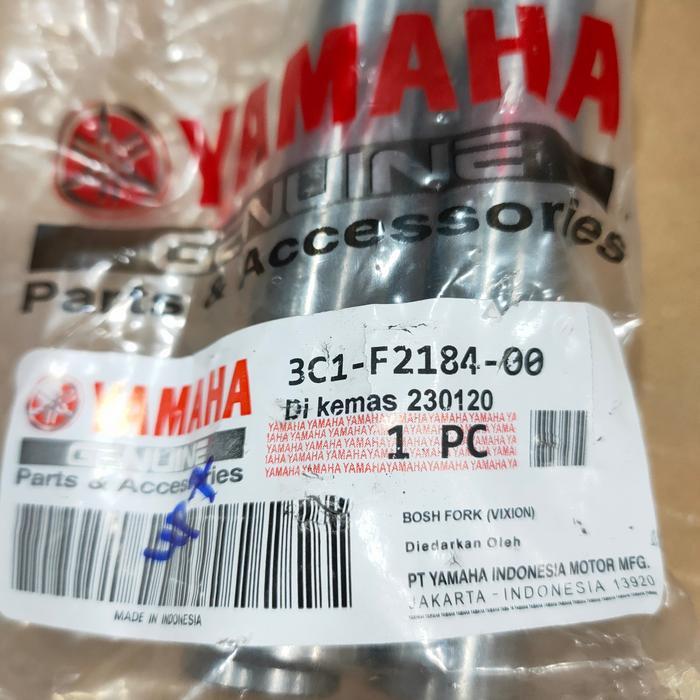 YAMAHA
GENUINE
Parts & Accessories
YAMAHA
GENUINE
Parts & Accessories
3C1-F2184-00
Di kemas 230120
1 PC
BOSH FORK (VIXION)
Diedarkan Oleh
PT YAMAHA INDONESIA MOTOR MFG.
JAKARTA - INDONESIA 13920
MADE IN INDONESIA